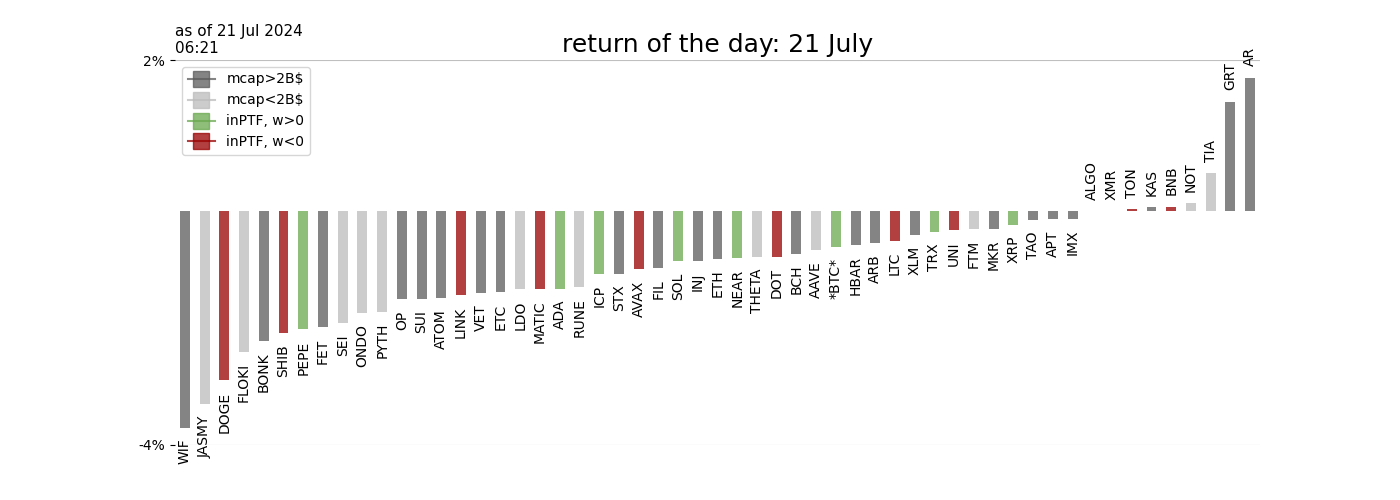 as of 21 Jul 2024
06:21
return of the day: 21 July
2%
mcap>2B$
mcap<2B$
inPTF, w>0
inPTF, w<0
-4%
WIF
JASMY
DOGE
FLOKI
BONK
SHIB
PEPE
FET
SEI
ONDO
PYTH
OP
SUI
ATOM
LINK
VET
ETC
LDO
MATIC
ADA
RUNE
ICP
STX
AVAX
FIL
SOL
INJ
ETH
NEAR
THETA
DOT
BCH
AAVE
*BTC*
HBAR
ARB
LTC
XLM
TRX
UNI
FTM
MKR
XRP
TAO
APT
IMX
ALGO
XMR
TON
KAS
BNB
NOT
TIA
GRT
AR